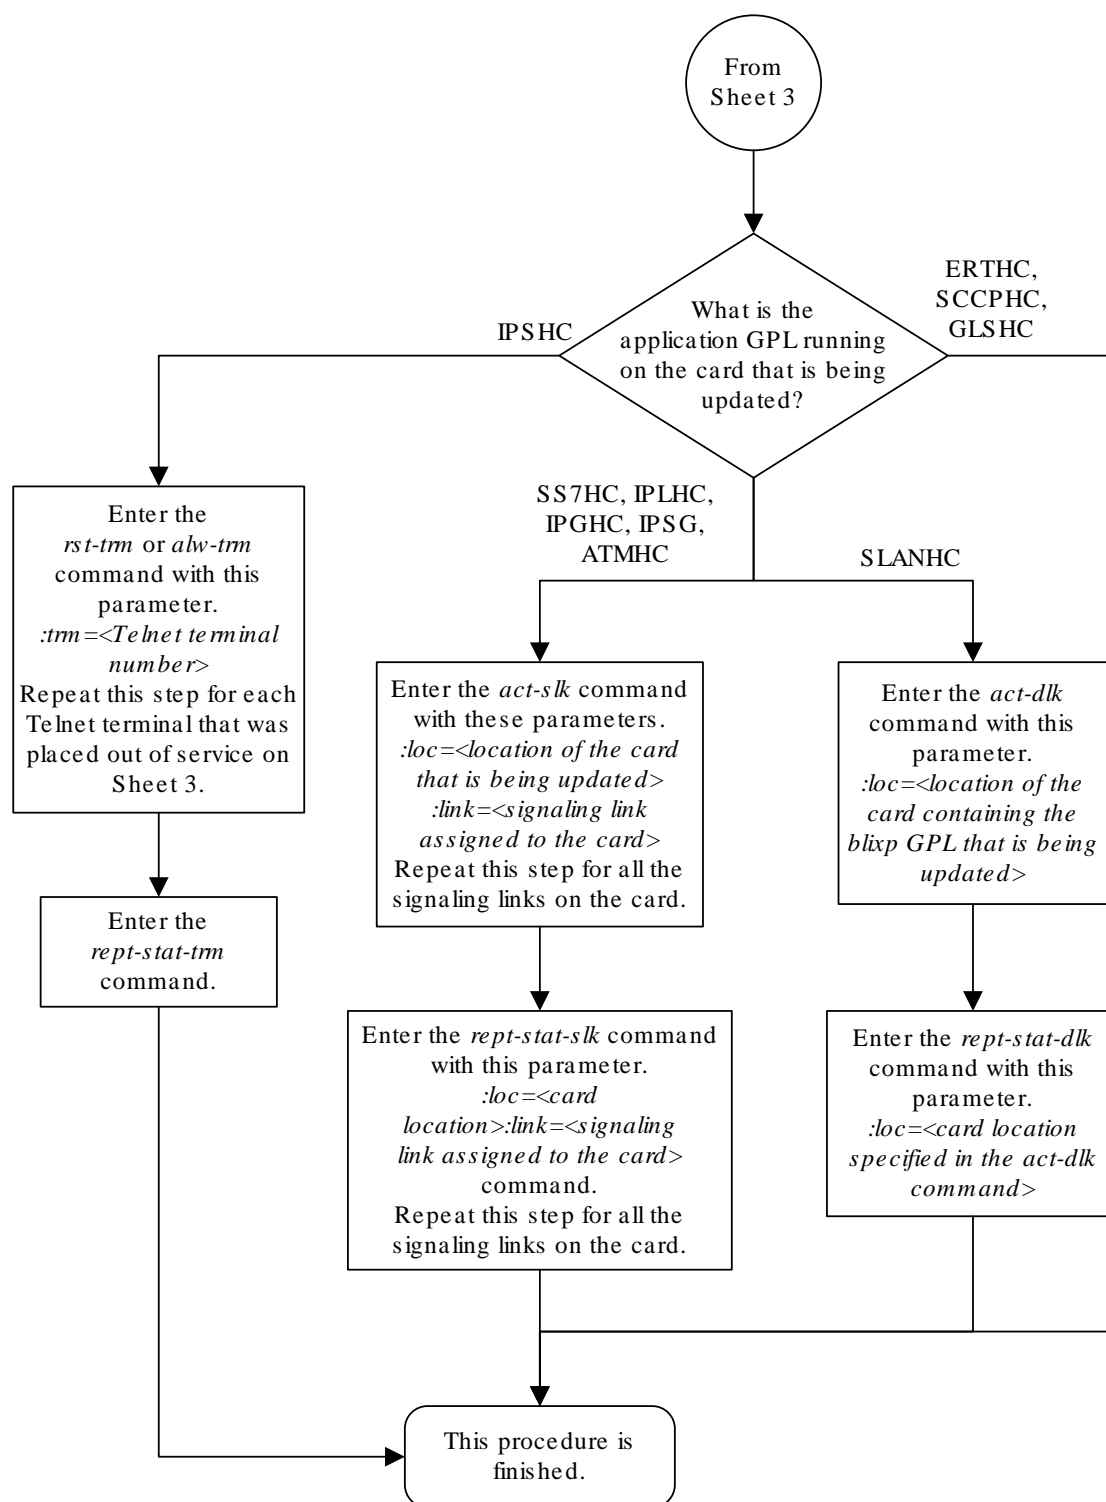 From
Sheet 3
What is the
application GPL running
on the card that is being
updated?
IPSHC
ERTHC,
SCCPHC,
GLSHC
SS7HC, IPLHC,
IPGHC, IPSG,
ATMHC
SLANHC
Enter the
rst-trm or alw-trm
command with this
parameter.
:trm=<Telnet terminal
number>
Repeat this step for each
Telnet terminal that was
placed out of service on
Sheet 3.
Enter the
rept-stat-trm
command.
Enter the act-slk command
with these parameters.
:loc=<location of the card
that is being updated>
:link=<signaling link
assigned to the card>
Repeat this step for all the
signaling links on the card.
Enter the rept-stat-slk command
with this parameter.
:loc=<card
location>:link=<signaling
link assigned to the card>
command.
Repeat this step for all the
signaling links on the card.
Enter the act-dlk
command with this
parameter.
:loc=<location of the
card containing the
blixp GPL that is being
updated>
Enter the rept-stat-dlk
command with this
parameter.
:loc=<card location
specified in the act-dlk
command>
This procedure is
finished.